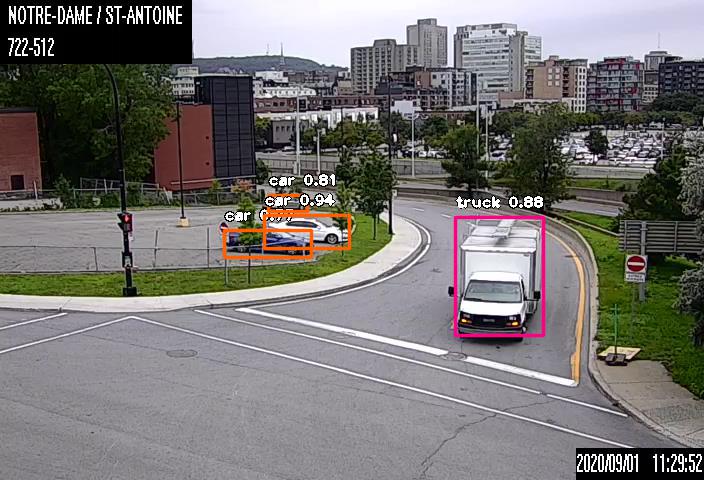 NOTRE-DAME / ST-ANTOINE
722-512
car 0.81
car 0.94
car
truck 0.88
2020/09/01 11:29:52